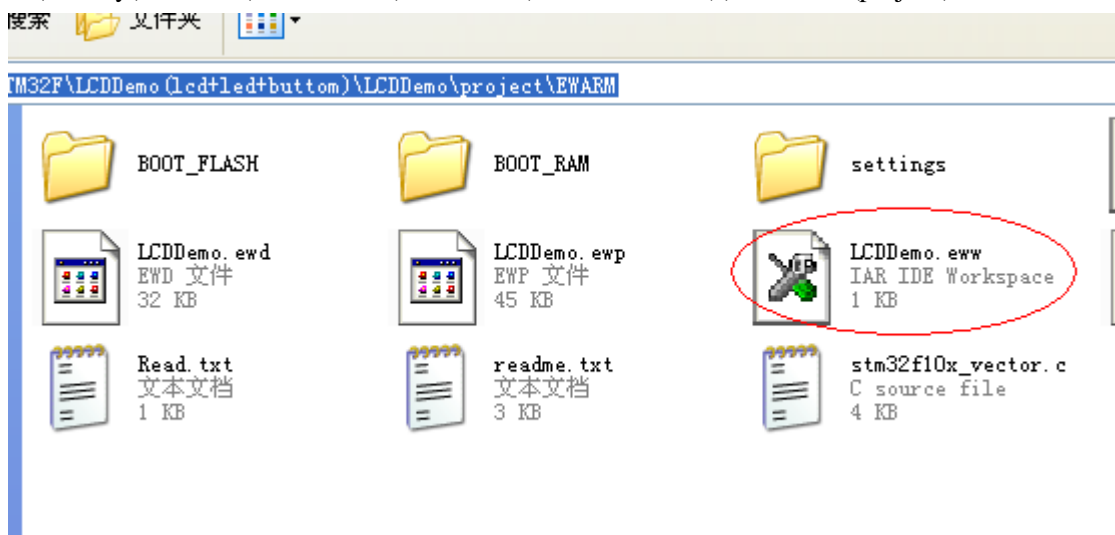 搜索 文件夹
TM32F\LCDDemo(lcd+led+buttom)\LCDDemo\project\EWARM
BOOT_FLASH
BOOT_RAM
settings
LCDDemo.ewd
EWD 文件
32 KB
LCDDemo.ewp
EWP 文件
45 KB
LCDDemo.eww
IAR IDE Workspace
1 KB
Read.txt
文本文档
1 KB
readme.txt
文本文档
3 KB
stm32f10x_vector.c
C source file
4 KB